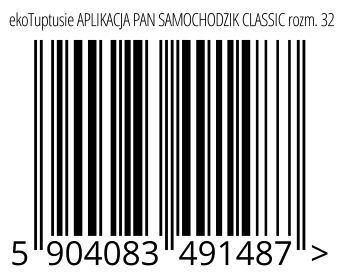 ekoTuptusie APLIKACJA PAN SAMOCHODZIK CLASSIC rozm. 32
5 904083 491487 >